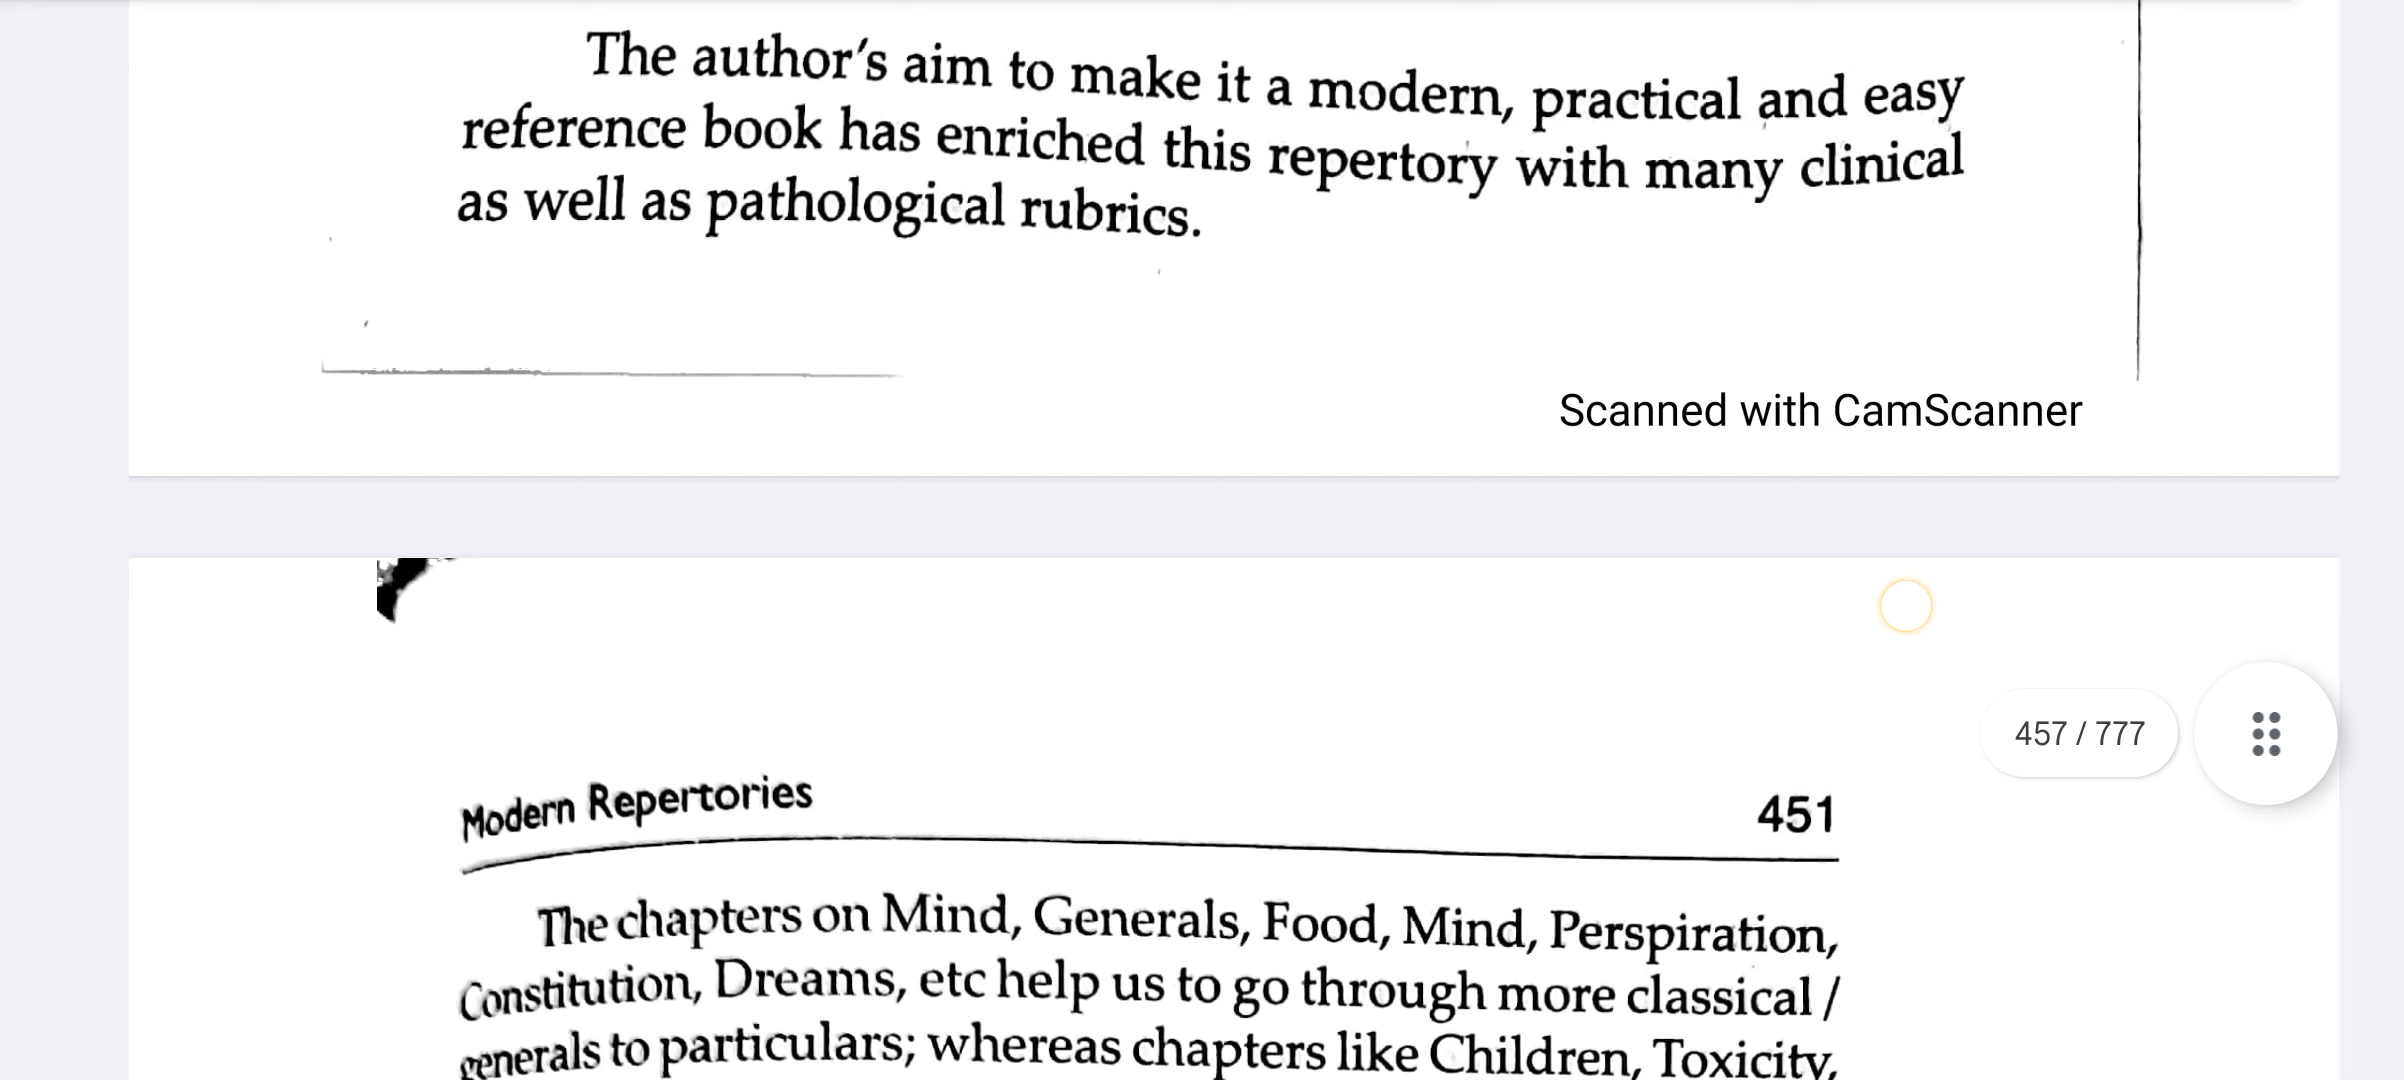 The author's aim to make it a modern, practical and easy
reference book has enriched this repertory with many clinical
as well as pathological rubrics.
Scanned with CamScanner
457 / 777
Modern Repertories
451
The chapters on Mind, Generals, Food, Mind, Perspiration,
Constitution, Dreams, etc help us to go through more classical /
generals to particulars; whereas chapters like Children, Toxicity,